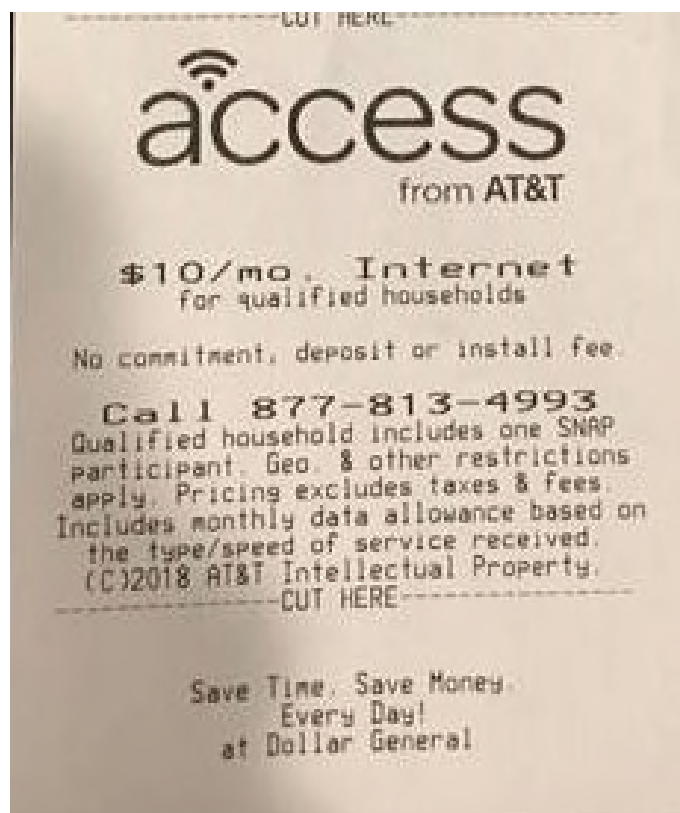 CUT HERE
access
from AT&T
$10/mo. Internet
for qualified households
No commitment, deposit or install fee.
Call 877-813-4993
Qualified household includes one SNAP
participant. Geo. & other restrictions
apply. Pricing excludes taxes & fees.
Includes monthly data allowance based on
the type/speed of service received.
(C)2018 AT&T Intellectual Property.
CUT HERE
Save Time. Save Money.
Every Day!
at Dollar General